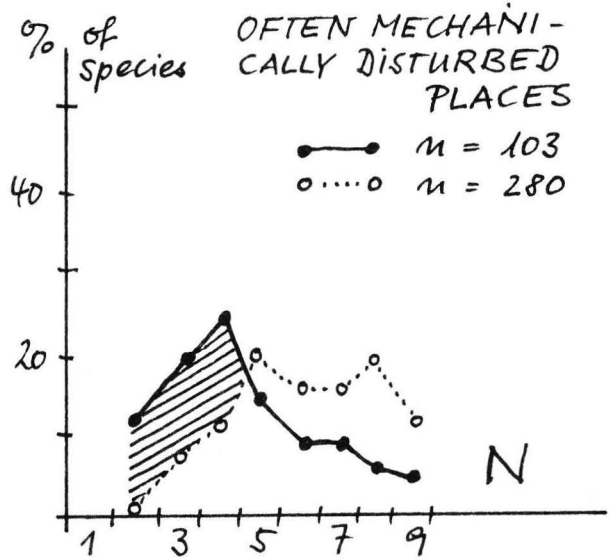 % of species
OFTEN MECHANI-
CALLY DISTURBED
PLACES
n = 103
n = 280
40
20
N
1 3 5 7 9